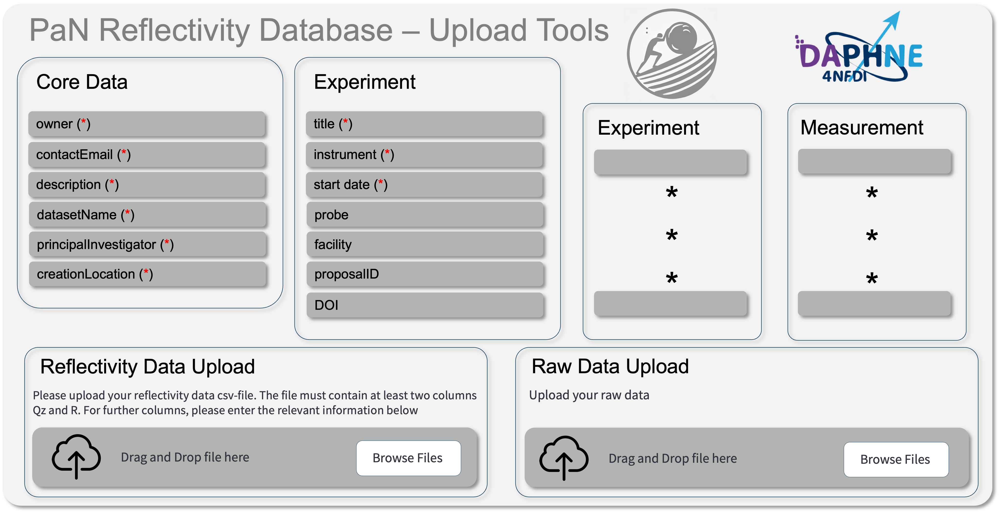 PaN Reflectivity Database – Upload Tools
DAPHNE
4NFDI
Core Data
owner (*)
contactEmail (*)
description (*)
datasetName (*)
principalInvestigator (*)
creationLocation (*)
Experiment
title (*)
instrument (*)
start date (*)
probe
facility
proposalID
DOI
Experiment
*
*
*
Measurement
*
*
*
Reflectivity Data Upload
Please upload your reflectivity data csv-file. The file must contain at least two columns
Qz and R. For further columns, please enter the relevant information below
Drag and Drop file here
Browse Files
Raw Data Upload
Upload your raw data
Drag and Drop file here
Browse Files